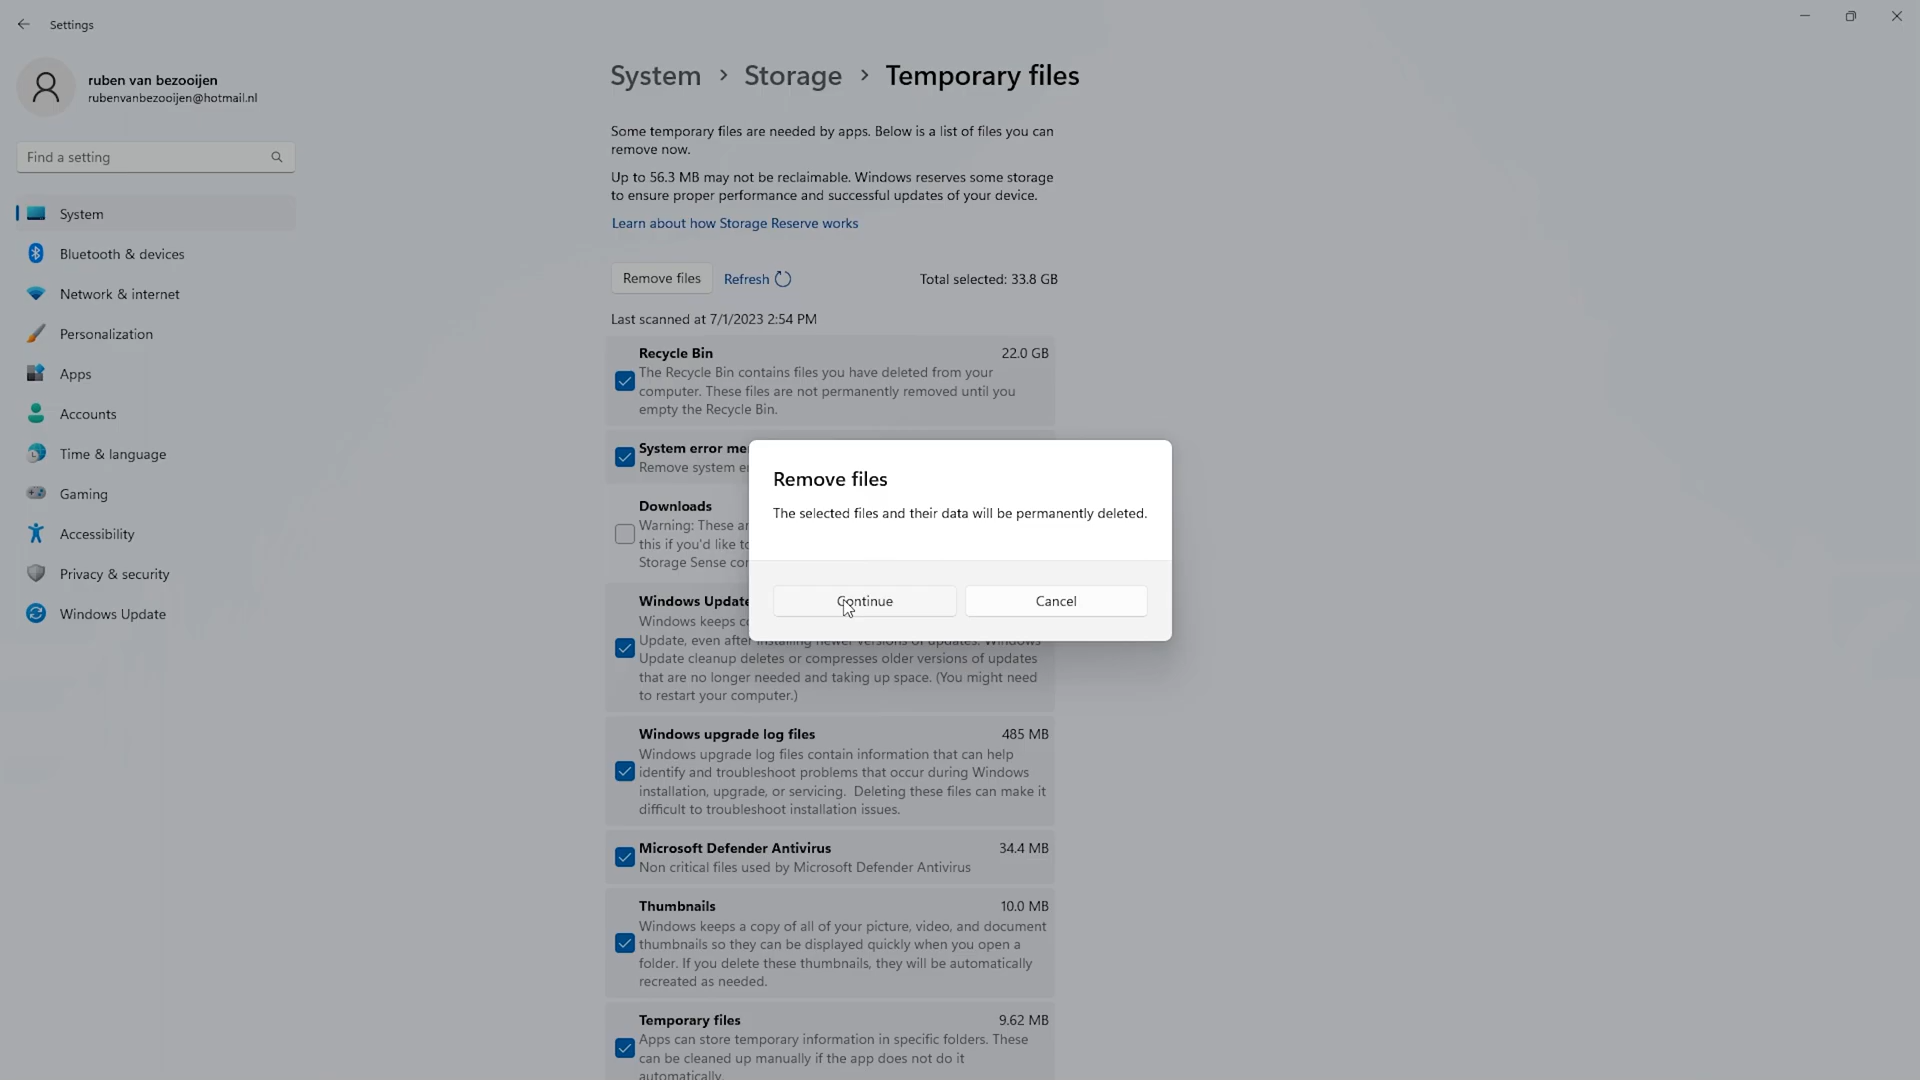 Settings
ruben van bezooijen
rubenvanbezooijen@hotmail.nl
Find a setting
System
Bluetooth & devices
Network & internet
Personalization
Apps
Accounts
Time & language
Gaming
Accessibility
Privacy & security
Windows Update
System > Storage > Temporary files
Some temporary files are needed by apps. Below is a list of files you can
remove now.
Up to 56.3 MB may not be reclaimable. Windows reserves some storage
to ensure proper performance and successful updates of your device.
Learn about how Storage Reserve works
Remove files Refresh Total selected: 33.8 GB
Last scanned at 7/1/2023 2:54 PM
Recycle Bin 22.0 GB
The Recycle Bin contains files you have deleted from your
computer. These files are not permanently removed until you
empty the Recycle Bin.
System error
Remove system
Downloads
Warning: These
this if you'd like
Storage Sense
Windows Update
Windows keeps
Update, even after
Update cleanup deletes or compresses older versions of updates
that are no longer needed and taking up space. (You might need
to restart your computer.)
Windows upgrade log files 485 MB
Windows upgrade log files contain information that can help
identify and troubleshoot problems that occur during Windows
installation, upgrade, or servicing. Deleting these files can make it
difficult to troubleshoot installation issues.
Microsoft Defender Antivirus 34.4 MB
Non critical files used by Microsoft Defender Antivirus
Thumbnails 10.0 MB
Windows keeps a copy of all of your picture, video, and document
thumbnails so they can be displayed quickly when you open a
folder. If you delete these thumbnails, they will be automatically
recreated as needed.
Temporary files 9.62 MB
Apps can store temporary information in specific folders. These
can be cleaned up manually if the app does not do it
automatically.
Remove files
The selected files and their data will be permanently deleted.
Continue
Cancel